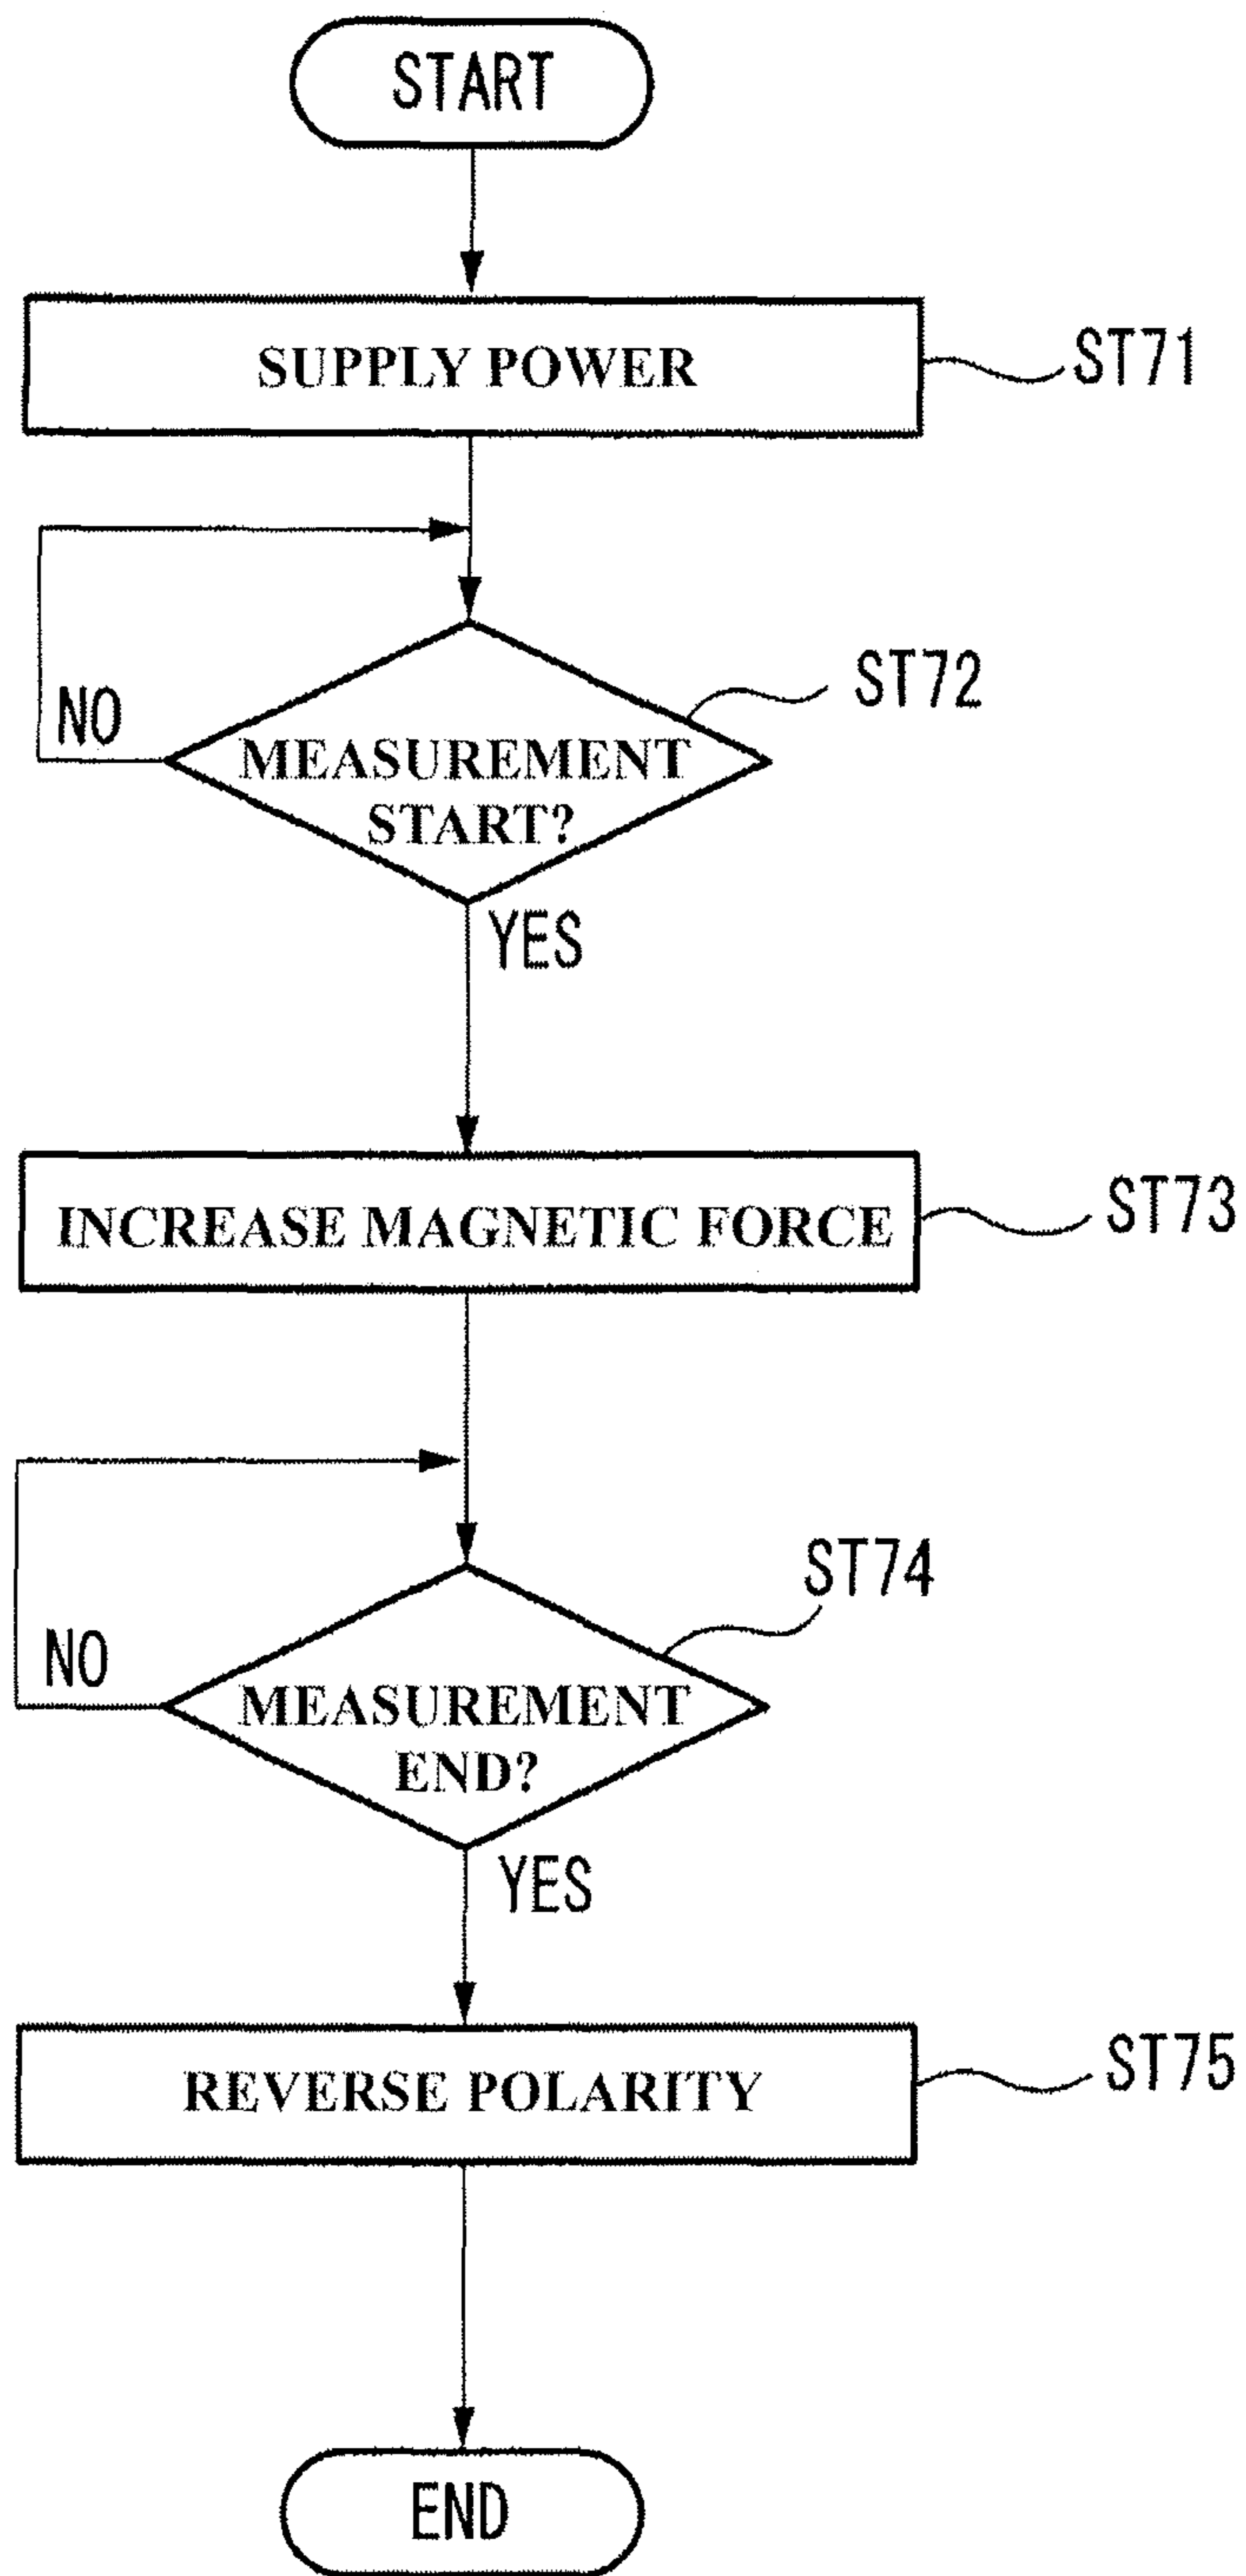 START
SUPPLY POWER
ST71
ST72
NO
MEASUREMENT
START?
YES
INCREASE MAGNETIC FORCE
ST73
ST74
NO
MEASUREMENT
END?
YES
REVERSE POLARITY
ST75
END